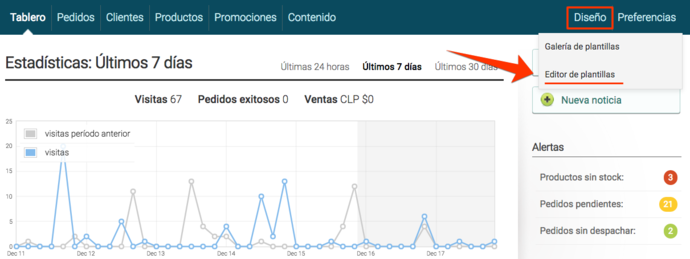 Tablero Pedidos Clientes Productos Promociones Contenido Diseño Preferencias
Galería de plantillas
Editor de plantillas
Estadísticas: Últimos 7 días
Últimas 24 horas Últimos 7 días Últimos 30 días
Visitas 67 Pedidos exitosos 0 Ventas CLP $0
Nueva noticia
25
20
15
10
5
0
visitas período anterior
visitas
Dec 11 Dec 12 Dec 13 Dec 14 Dec 15 Dec 16 Dec 17
Alertas
Productos sin stock: 3
Pedidos pendientes: 21
Pedidos sin despachar: 2